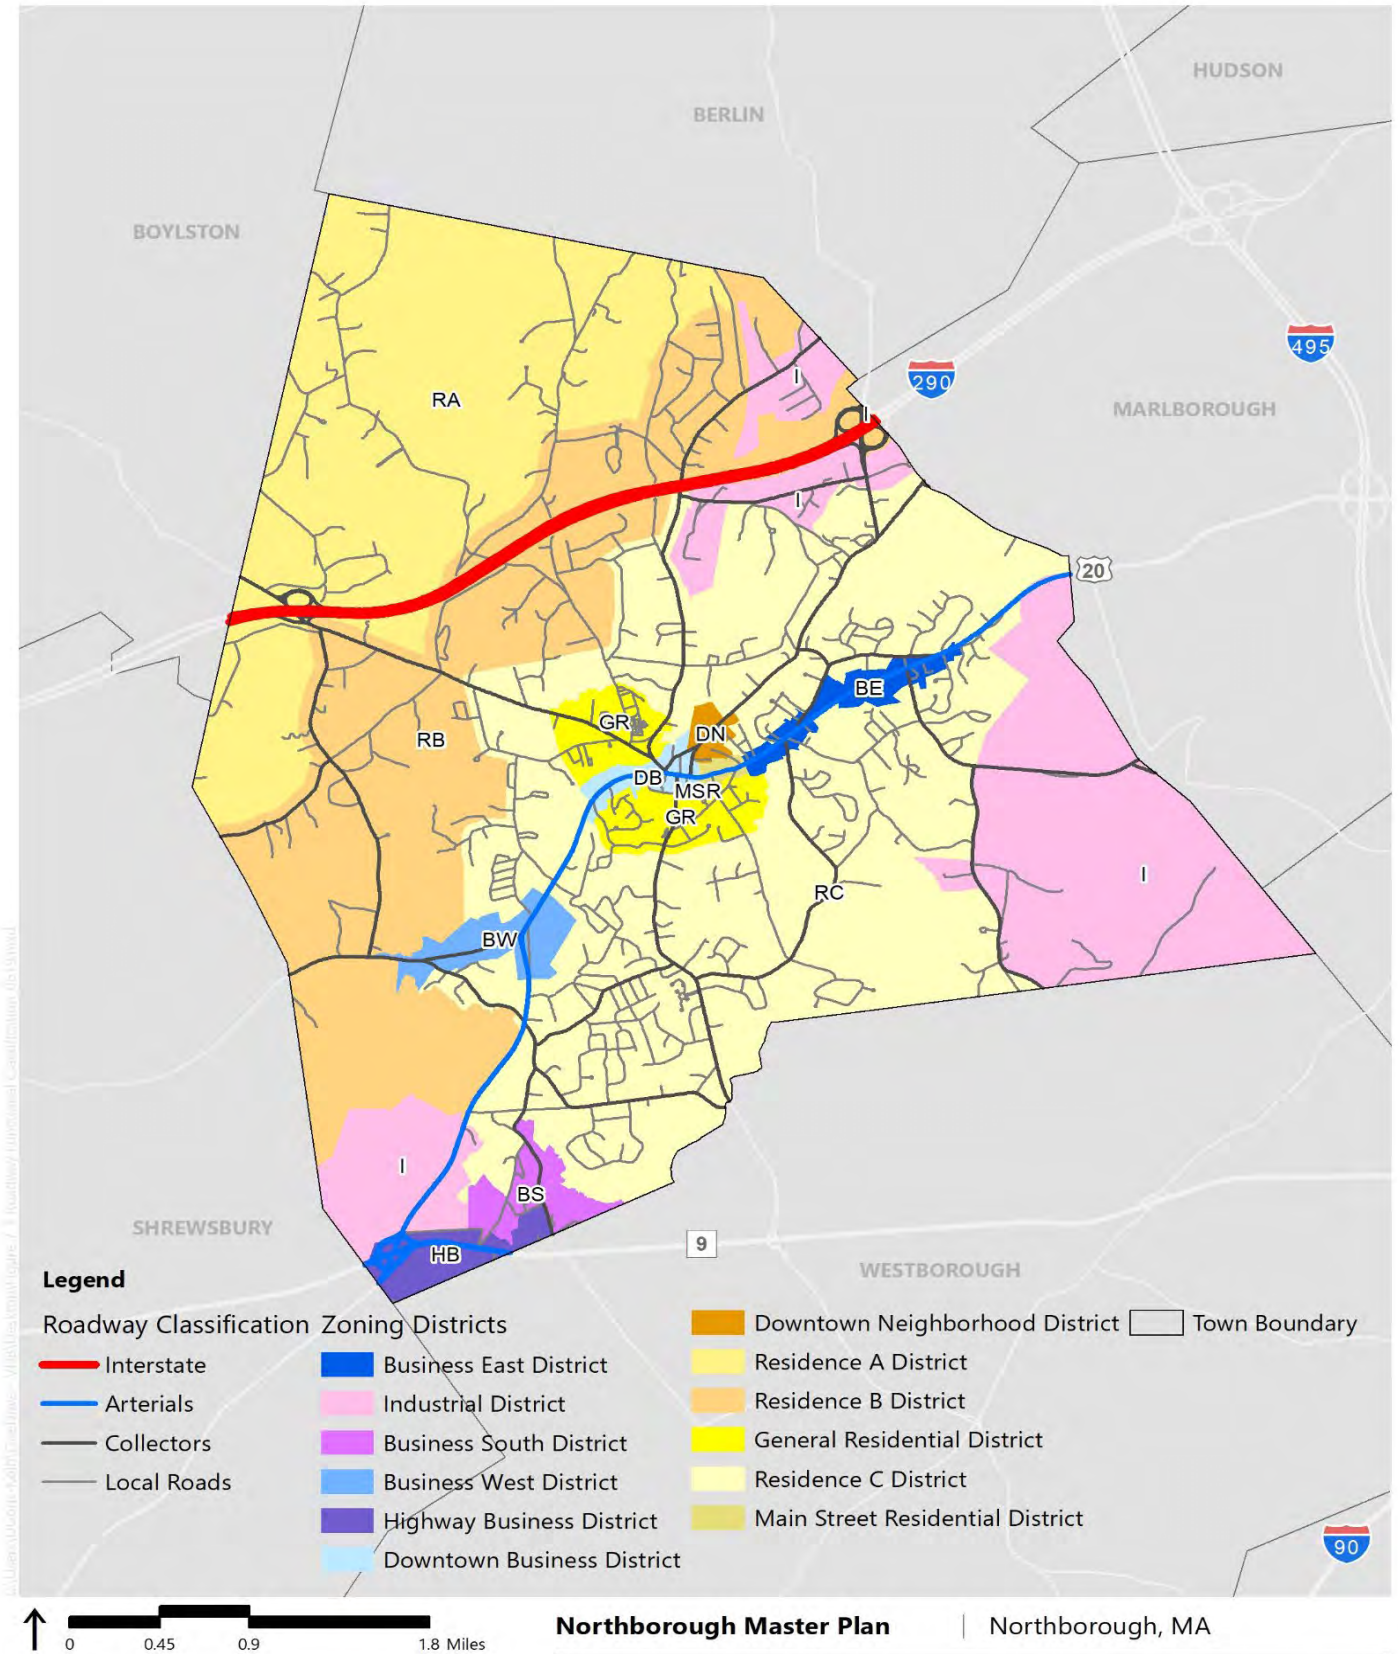 HUDSON
BERLIN
BOYLSTON
495
290
RA
I
I
MARLBOROUGH
I
20
BE
GR
DN
RB
DB
MSR
GR
I
RC
BW
I
BS
SHREWSBURY
HB
9
WESTBOROUGH
Legend
Roadway Classification
Interstate
Arterials
Collectors
Local Roads
Zoning Districts
Business East District
Industrial District
Business South District
Business West District
Highway Business District
Downtown Business District
Downtown Neighborhood District
Residence A District
Residence B District
General Residential District
Residence C District
Main Street Residential District
Town Boundary
90
0 0.45 0.9 1.8 Miles
Northborough Master Plan | Northborough, MA